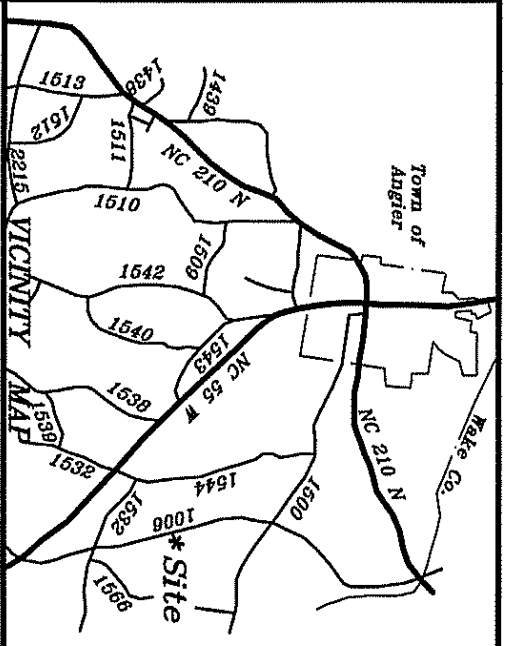 1513
1435
1439
1512
1511
NC 210 N
2215
1510
Town of
Angier
1509
1542
1540
1543
NC 55 W
1538
1539
1532
NC 210 N
Wake Co.
1544
1500
1532
1006
* Site
1566
VICINITY MAP